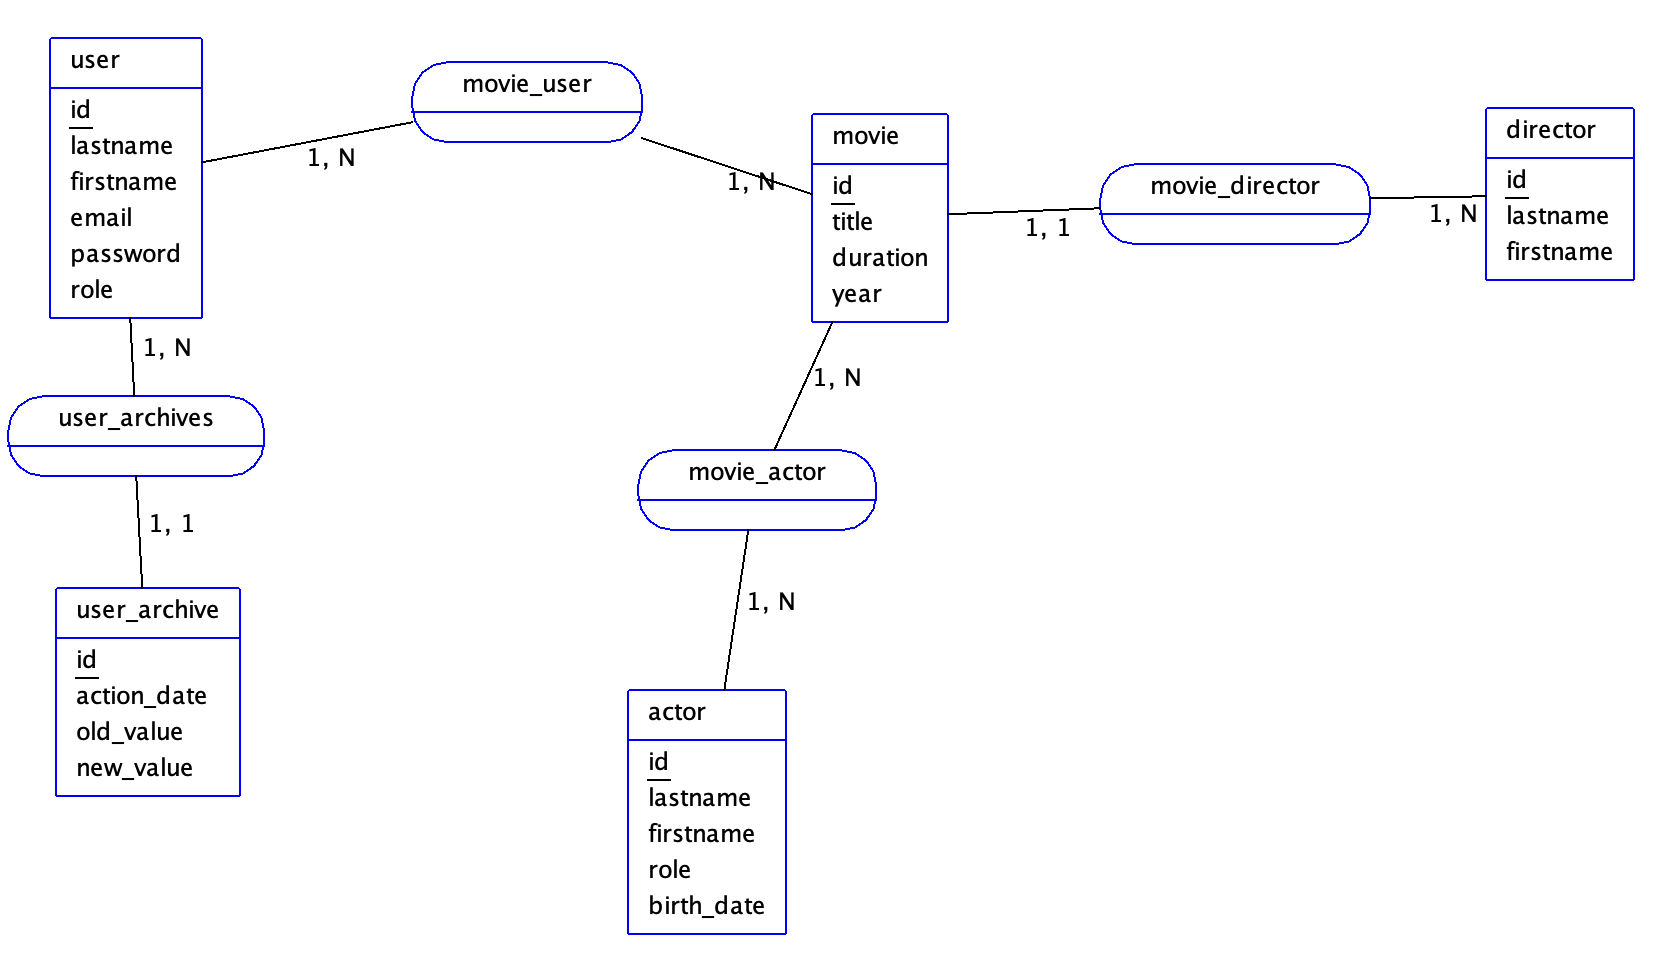 user
id
lastname
firstname
email
password
role
movie_user
1, N
1, N
movie
id
title
duration
year
movie_director
1, 1
1, N
director
id
lastname
firstname
1, N
user_archives
1, 1
user_archive
id
action_date
old_value
new_value
1, N
movie_actor
1, N
actor
id
lastname
firstname
role
birth_date